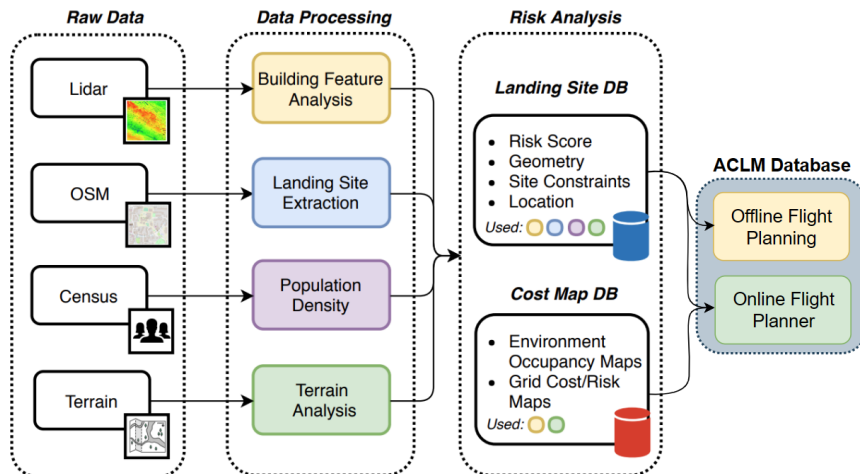 Raw Data
Data Processing
Risk Analysis
Lidar
Building Feature
Analysis
OSM
Landing Site
Extraction
Census
Population
Density
Terrain
Terrain
Analysis
Landing Site DB
• Risk Score
• Geometry
• Site Constraints
• Location
Used:
Cost Map DB
• Environment
Occupancy Maps
• Grid Cost/Risk
Maps
Used:
ACLM Database
Offline Flight
Planning
Online Flight
Planner